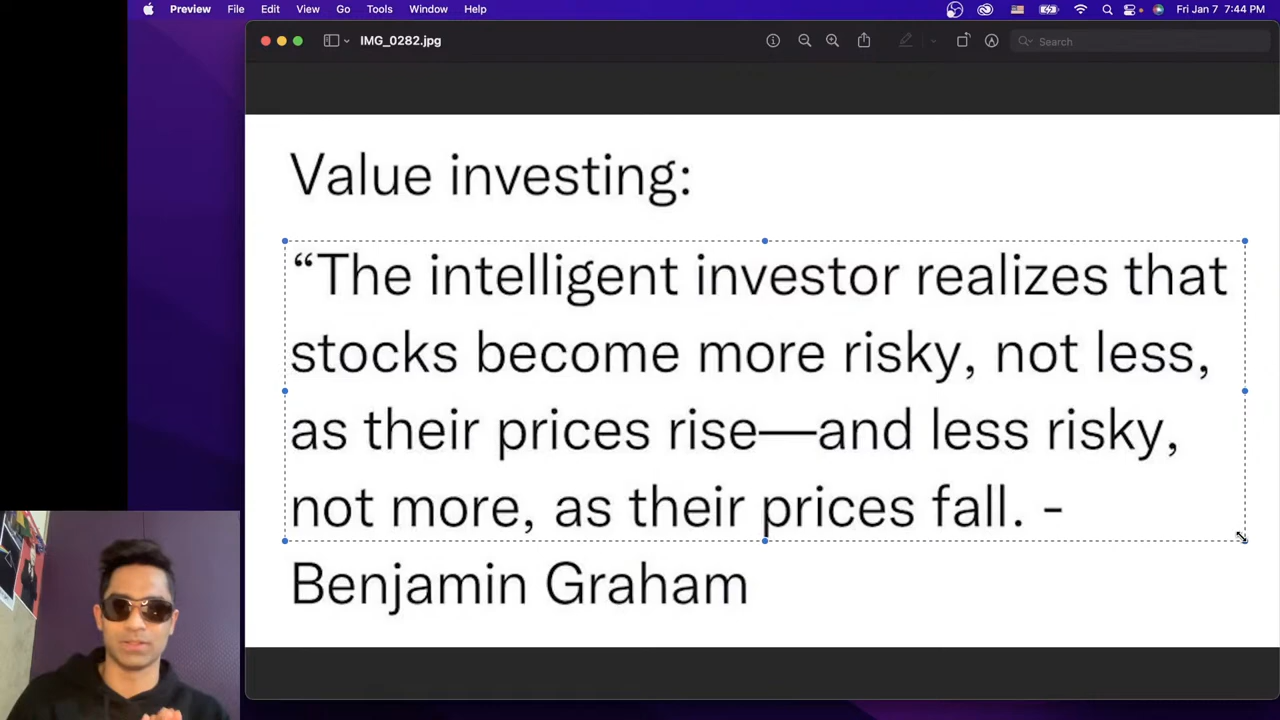 Preview File Edit View Go Tools Window Help Fri Jan 7 7:44 PM
IMG_0282.jpg Search
Value investing:
“The intelligent investor realizes that
stocks become more risky, not less,
as their prices rise—and less risky,
not more, as their prices fall. -
Benjamin Graham